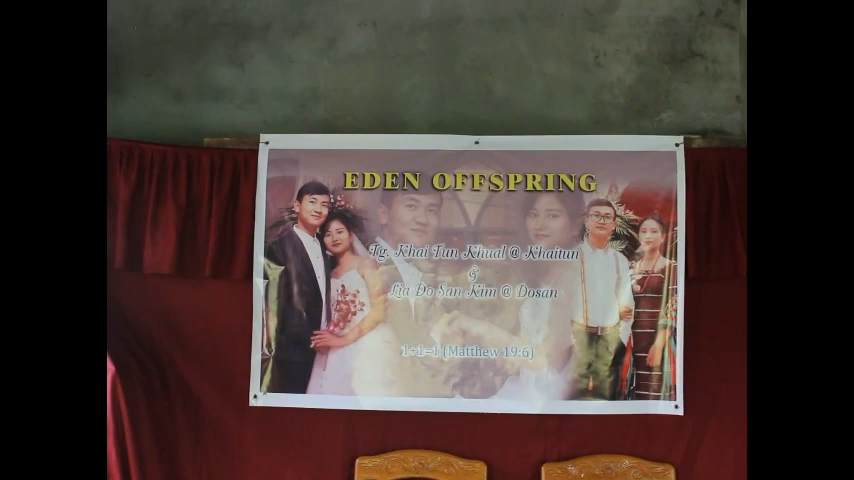 EDEN OFFSPRING
Tg. Khai Tun Khual @ Khaitun
&
Lia Do San Kim @ Dosan
1+1=1 (Matthew 19:6)